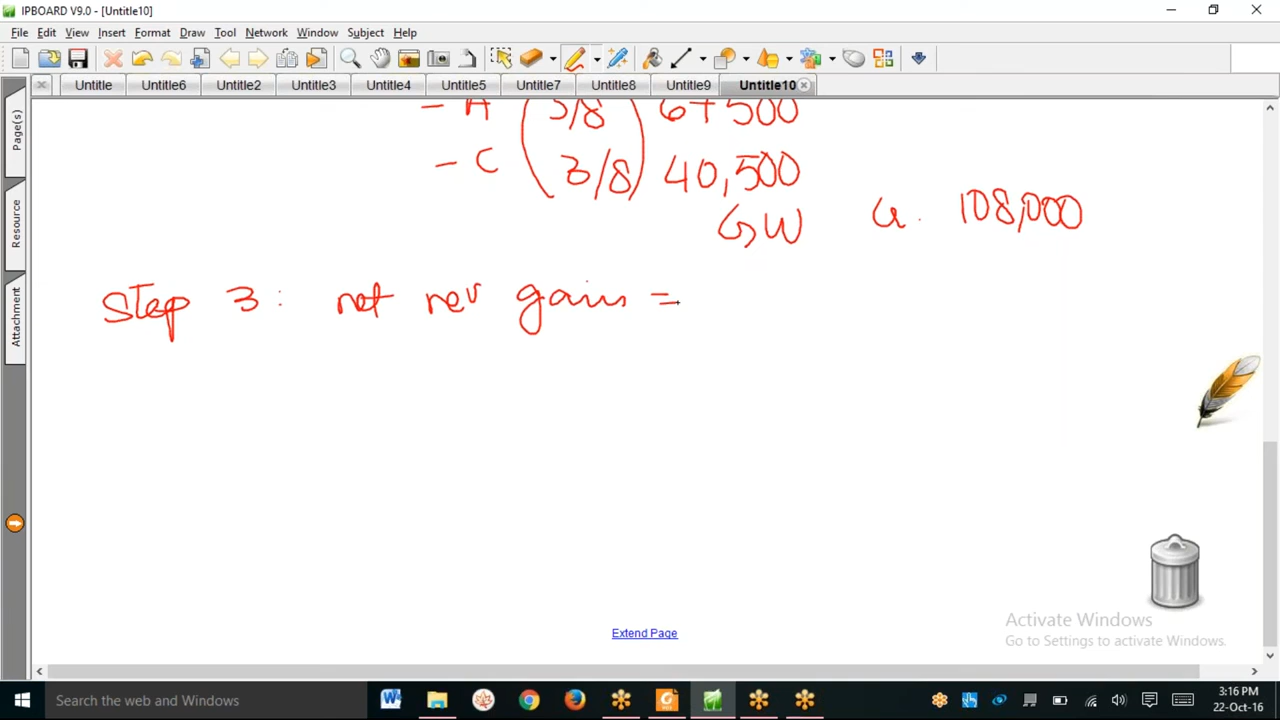 IPBOARD V9.0 - [Untitle10]
File Edit View Insert Format Draw Tool Network Window Subject Help
Untitle Untitle6 Untitle2 Untitle3 Untitle4 Untitle5 Untitle7 Untitle8 Untitle9 Untitle10
Page(s)
Resource
Attachment
- A (5/8) 67500
- C (3/8) 40,500
GW G. 108,000
Step 3: net rev gain =
Extend Page
Activate Windows
Go to Settings to activate Windows.
Search the web and Windows
3:16 PM
22-Oct-16